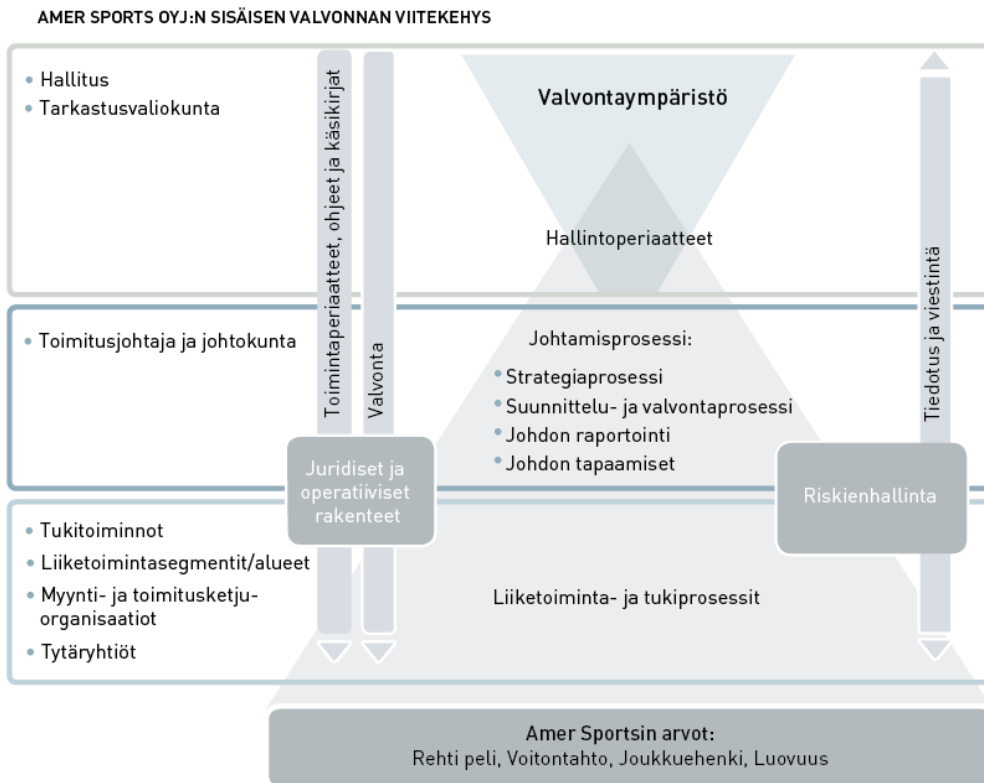 AMER SPORTS OYJ:N SISÄISEN VALVONNAN VIITEKEHYS
Hallitus
Tarkastusvaliokunta
Toimintaperiaatteet, ohjeet ja käsikirjat
Valvonta
Valvontaympäristö
Hallintoperiaatteet
Tiedotus ja viestintä
Toimitusjohtaja ja johtokunta
Johtamisprosessi:
Strategiaprosessi
Suunnittelu- ja valvontaprosessi
Johdon raportointi
Johdon tapaamiset
Juridiset ja
operatiiviset
rakenteet
Riskienhallinta
Tukitoiminnot
Liiketoimintasegmentit/alueet
Myynti- ja toimitusketju-
organisaatiot
Tytäryhtiöt
Liiketoiminta- ja tukiprosessit
Amer Sportsin arvot:
Rehti peli, Voitontahto, Joukkuehenki, Luovuus